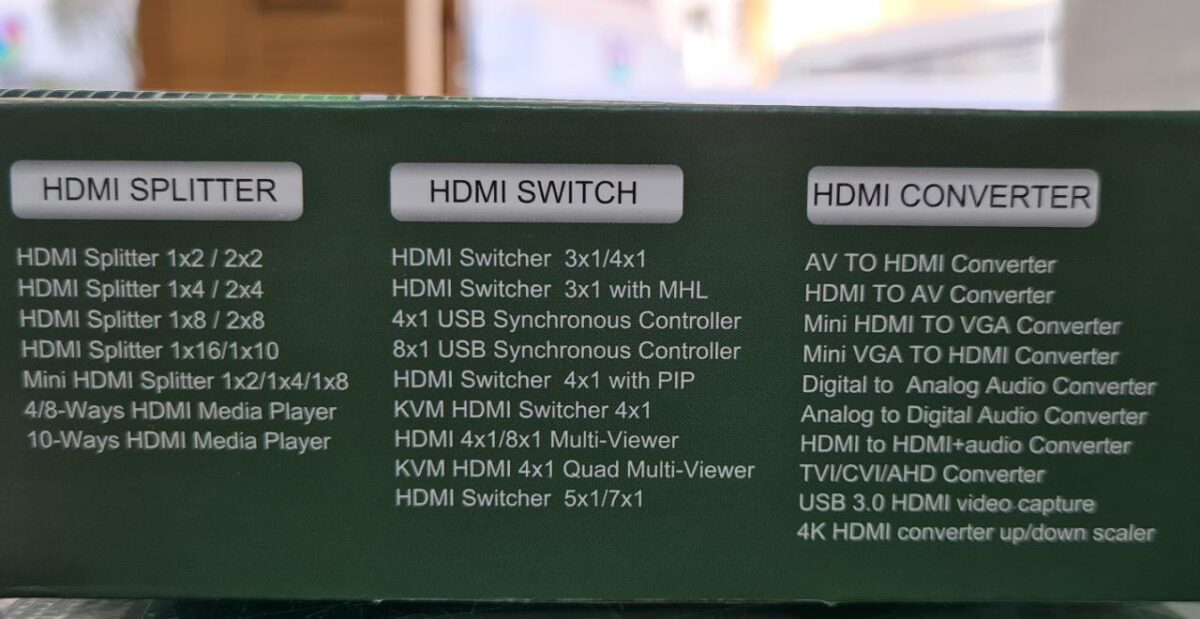 HDMI SPLITTER
HDMI Splitter 1x2 / 2x2
HDMI Splitter 1x4 / 2x4
HDMI Splitter 1x8 / 2x8
HDMI Splitter 1x16/1x10
Mini HDMI Splitter 1x2/1x4/1x8
4/8-Ways HDMI Media Player
10-Ways HDMI Media Player
HDMI SWITCH
HDMI Switcher 3x1/4x1
HDMI Switcher 3x1 with MHL
4x1 USB Synchronous Controller
8x1 USB Synchronous Controller
HDMI Switcher 4x1 with PIP
KVM HDMI Switcher 4x1
HDMI 4x1/8x1 Multi-Viewer
KVM HDMI 4x1 Quad Multi-Viewer
HDMI Switcher 5x1/7x1
HDMI CONVERTER
AV TO HDMI Converter
HDMI TO AV Converter
Mini HDMI TO VGA Converter
Mini VGA TO HDMI Converter
Digital to Analog Audio Converter
Analog to Digital Audio Converter
HDMI to HDMI+audio Converter
TVI/CVI/AHD Converter
USB 3.0 HDMI video capture
4K HDMI converter up/down scaler